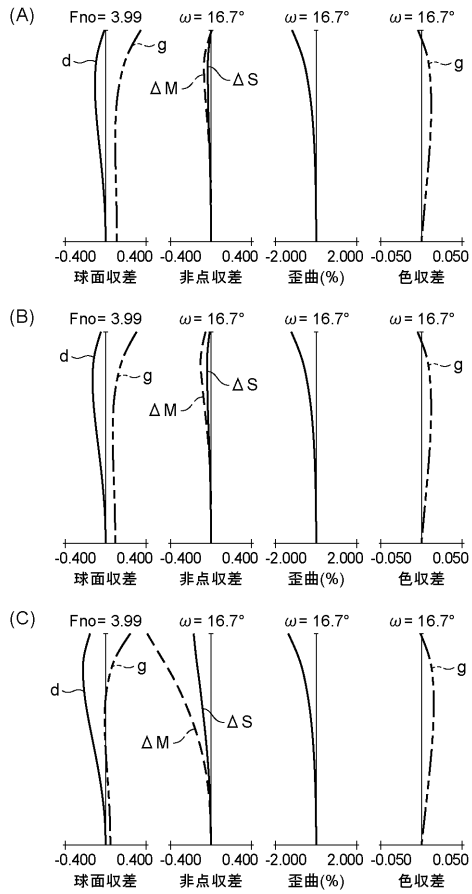 (A) Fno= 3.99 ω= 16.7° ω= 16.7° ω= 16.7°
d g ΔM ΔS g
-0.400 0.400 -0.400 0.400 -2.000 2.000 -0.050 0.050
球面収差 非点収差 歪曲(%) 色収差
(B) Fno= 3.99 ω= 16.7° ω= 16.7° ω= 16.7°
d g ΔM ΔS g
-0.400 0.400 -0.400 0.400 -2.000 2.000 -0.050 0.050
球面収差 非点収差 歪曲(%) 色収差
(C) Fno= 3.99 ω= 16.7° ω= 16.7° ω= 16.7°
d g ΔM ΔS g
-0.400 0.400 -0.400 0.400 -2.000 2.000 -0.050 0.050
球面収差 非点収差 歪曲(%) 色収差